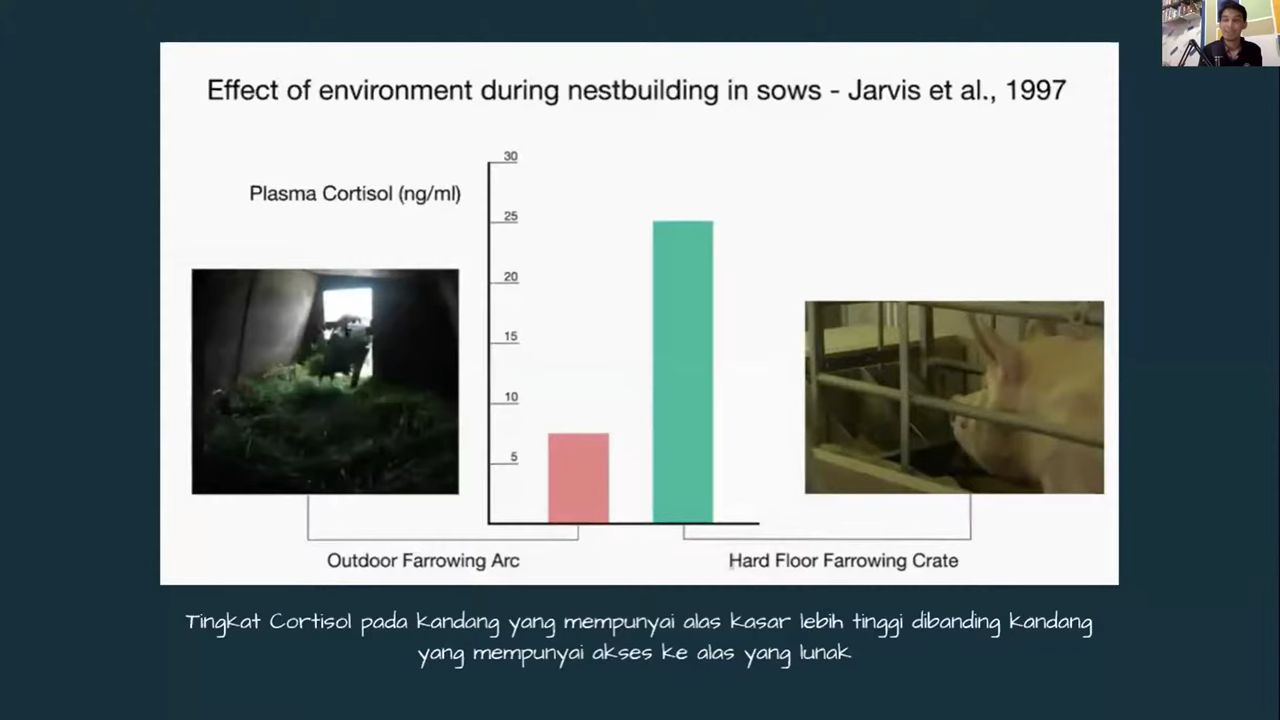 Effect of environment during nestbuilding in sows - Jarvis et al., 1997
Plasma Cortisol (ng/ml)
30
25
20
15
10
5
Outdoor Farrowing Arc
Hard Floor Farrowing Crate
Tingkat Cortisol pada kandang yang mempunyai alas kasar lebih tinggi dibanding kandang
yang mempunyai akses ke alas yang lunak